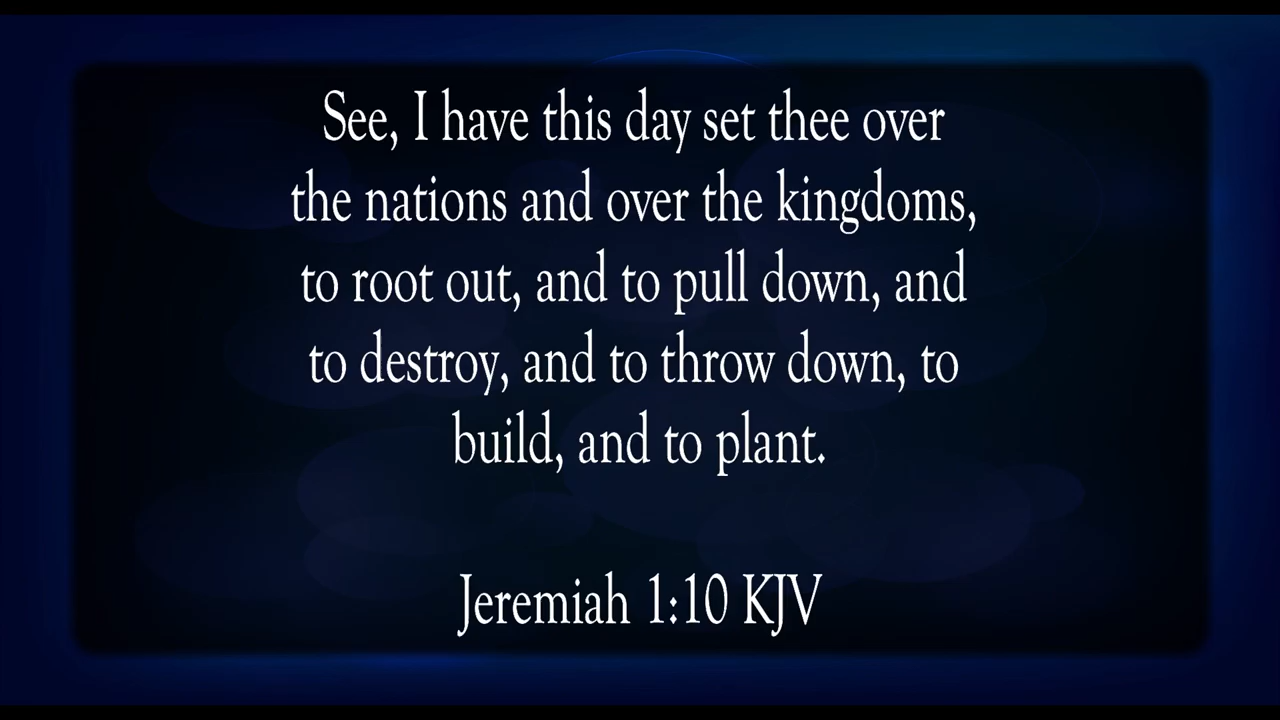 See, I have this day set thee over
the nations and over the kingdoms,
to root out, and to pull down, and
to destroy, and to throw down, to
build, and to plant.
Jeremiah 1:10 KJV